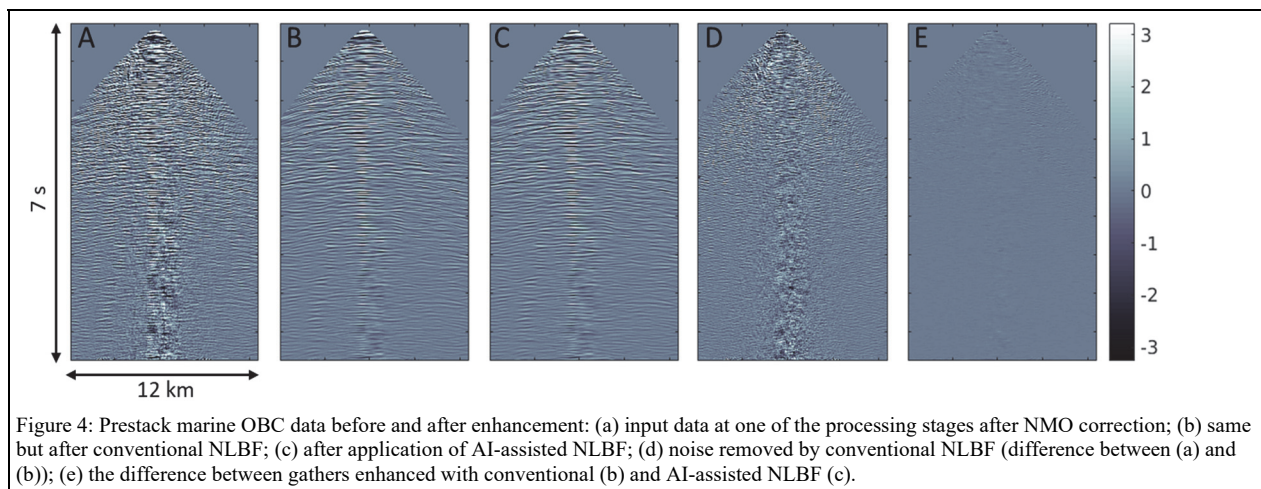 A B C D E
3
2
1
0
-1
-2
-3
7 s
12 km
Figure 4: Prestack marine OBC data before and after enhancement: (a) input data at one of the processing stages after NMO correction; (b) same
but after conventional NLBF; (c) after application of AI-assisted NLBF; (d) noise removed by conventional NLBF (difference between (a) and
(b)); (e) the difference between gathers enhanced with conventional (b) and AI-assisted NLBF (c).